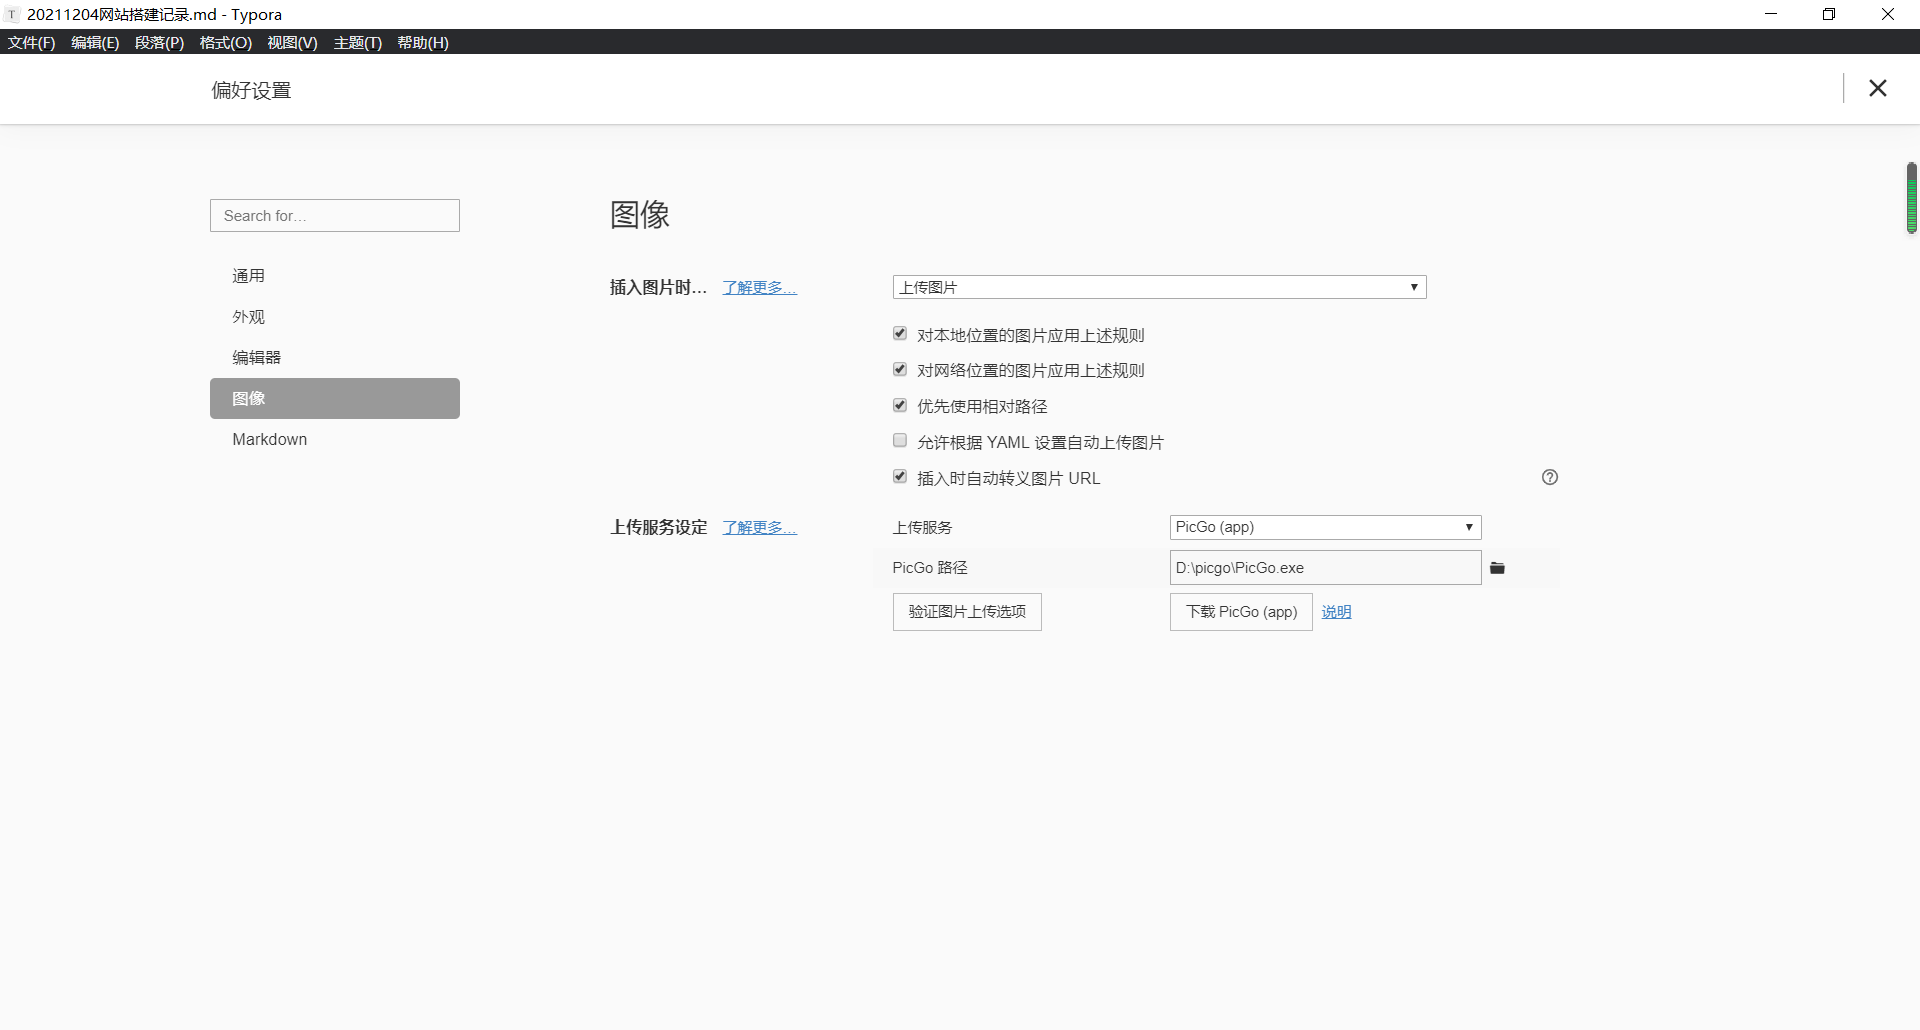 20211204网站搭建记录.md - Typora
文件(F) 编辑(E) 段落(P) 格式(O) 视图(V) 主题(T) 帮助(H)
偏好设置
Search for...
通用
外观
编辑器
图像
Markdown
图像
插入图片时... 了解更多... 上传图片
对本地位置的图片应用上述规则
对网络位置的图片应用上述规则
优先使用相对路径
允许根据 YAML 设置自动上传图片
插入时自动转义图片 URL
上传服务设定 了解更多... 上传服务 PicGo (app)
PicGo 路径 D:\picgo\PicGo.exe
验证图片上传选项 下载 PicGo (app) 说明